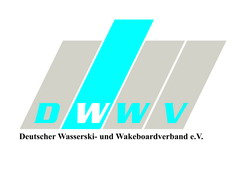 DWWV
Deutscher Wasserski- und Wakeboardverband e.V.